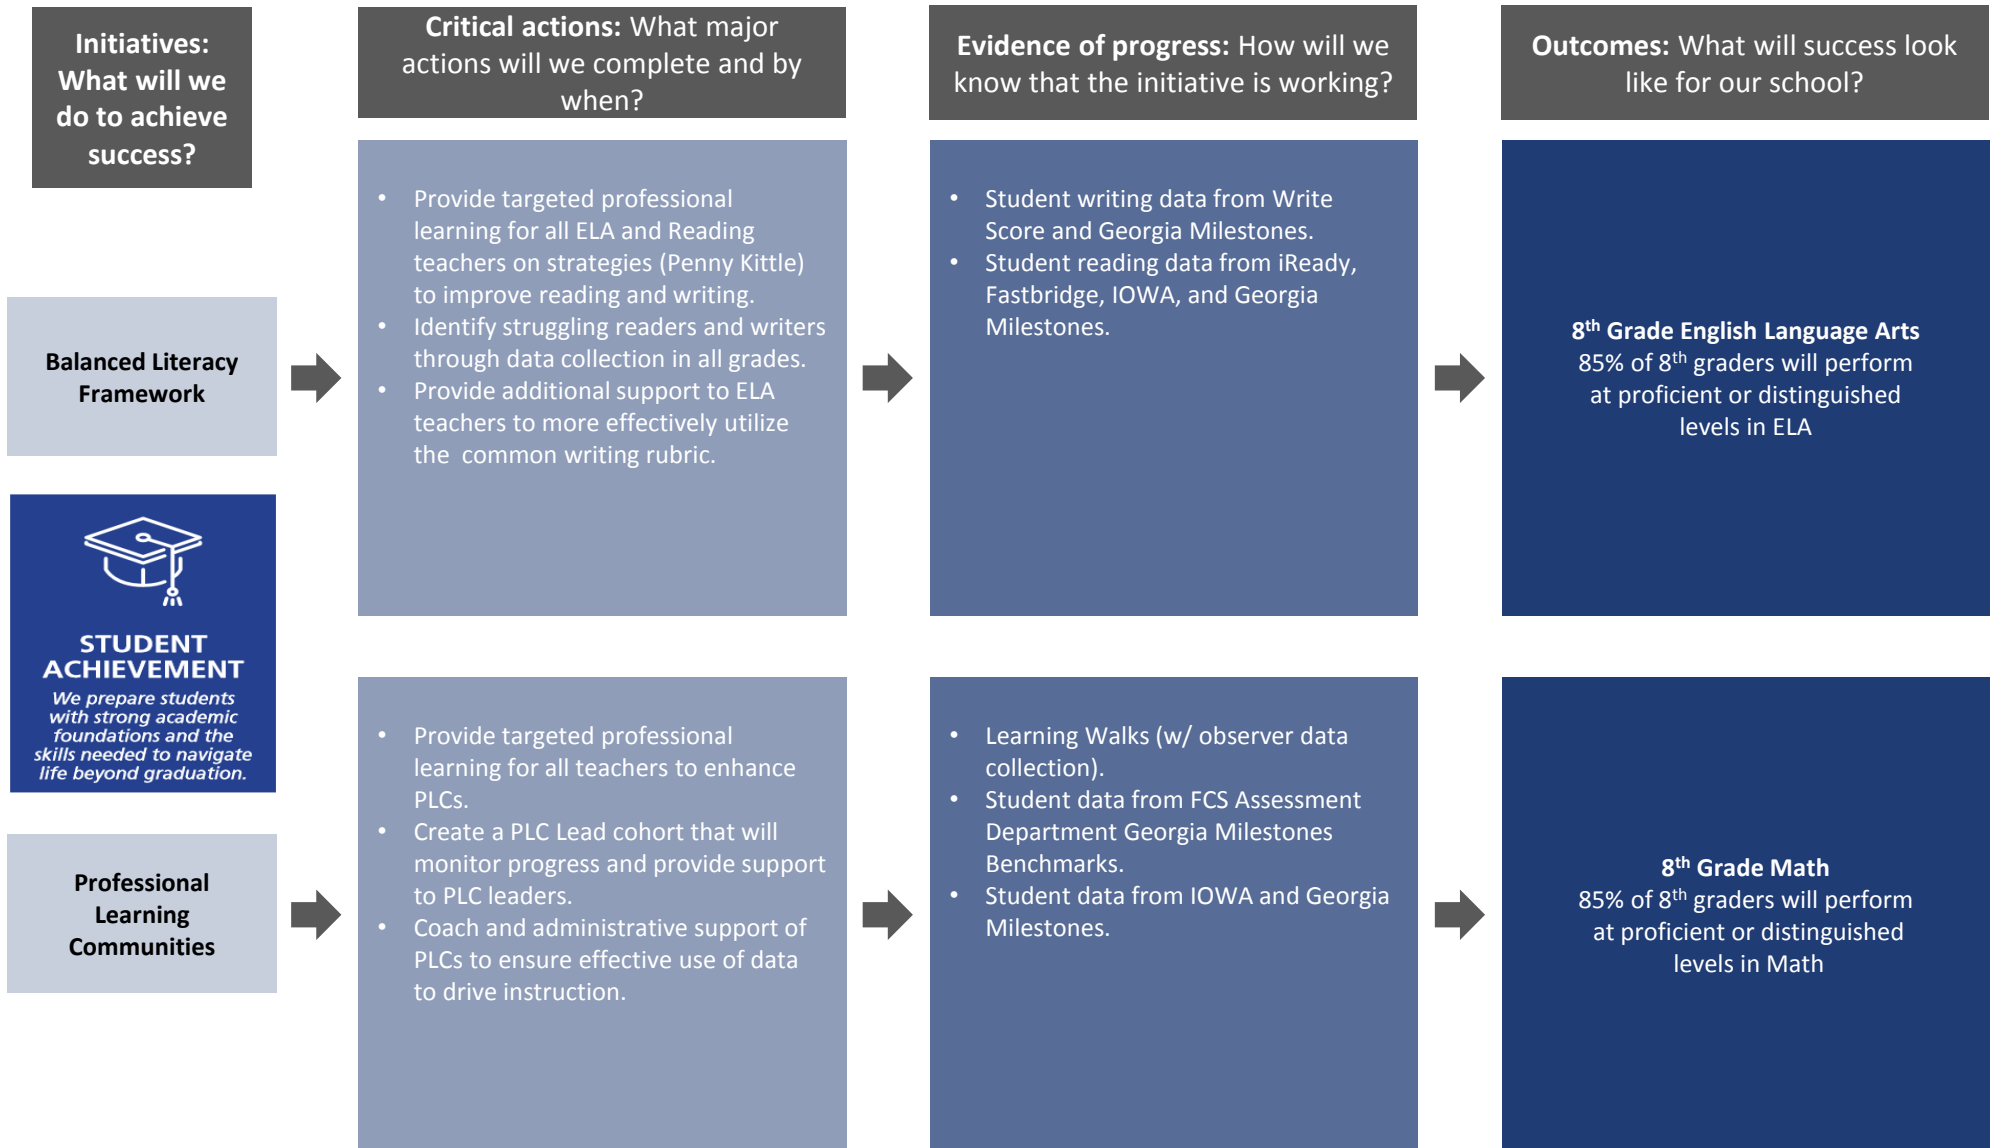 Initiatives:
What will we
do to achieve
success?
Critical actions: What major
actions will we complete and by
when?
Evidence of progress: How will we
know that the initiative is working?
Outcomes: What will success look
like for our school?
Balanced Literacy
Framework
• Provide targeted professional
learning for all ELA and Reading
teachers on strategies (Penny Kittle)
to improve reading and writing.
• Identify struggling readers and writers
through data collection in all grades.
• Provide additional support to ELA
teachers to more effectively utilize
the  common writing rubric.
• Student writing data from Write
Score and Georgia Milestones.
• Student reading data from iReady,
Fastbridge, IOWA, and Georgia
Milestones.
8th Grade English Language Arts
85% of 8th graders will perform
at proficient or distinguished
levels in ELA
STUDENT
ACHIEVEMENT
We prepare students
with strong academic
foundations and the
skills needed to navigate
life beyond graduation.
Professional
Learning
Communities
• Provide targeted professional
learning for all teachers to enhance
PLCs.
• Create a PLC Lead cohort that will
monitor progress and provide support
to PLC leaders.
• Coach and administrative support of
PLCs to ensure effective use of data
to drive instruction.
• Learning Walks (w/ observer data
collection).
• Student data from FCS Assessment
Department Georgia Milestones
Benchmarks.
• Student data from IOWA and Georgia
Milestones.
8th Grade Math
85% of 8th graders will perform
at proficient or distinguished
levels in Math